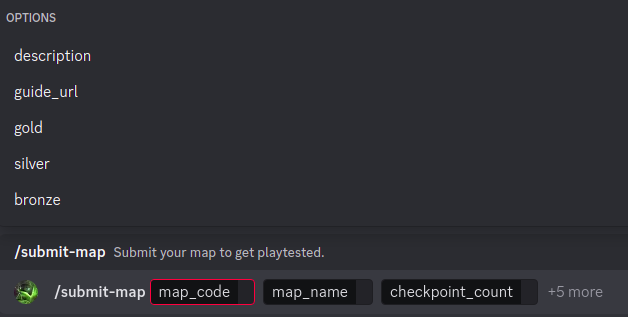 OPTIONS
description
guide_url
gold
silver
bronze
/submit-map Submit your map to get playtested.
/submit-map map_code map_name checkpoint_count +5 more